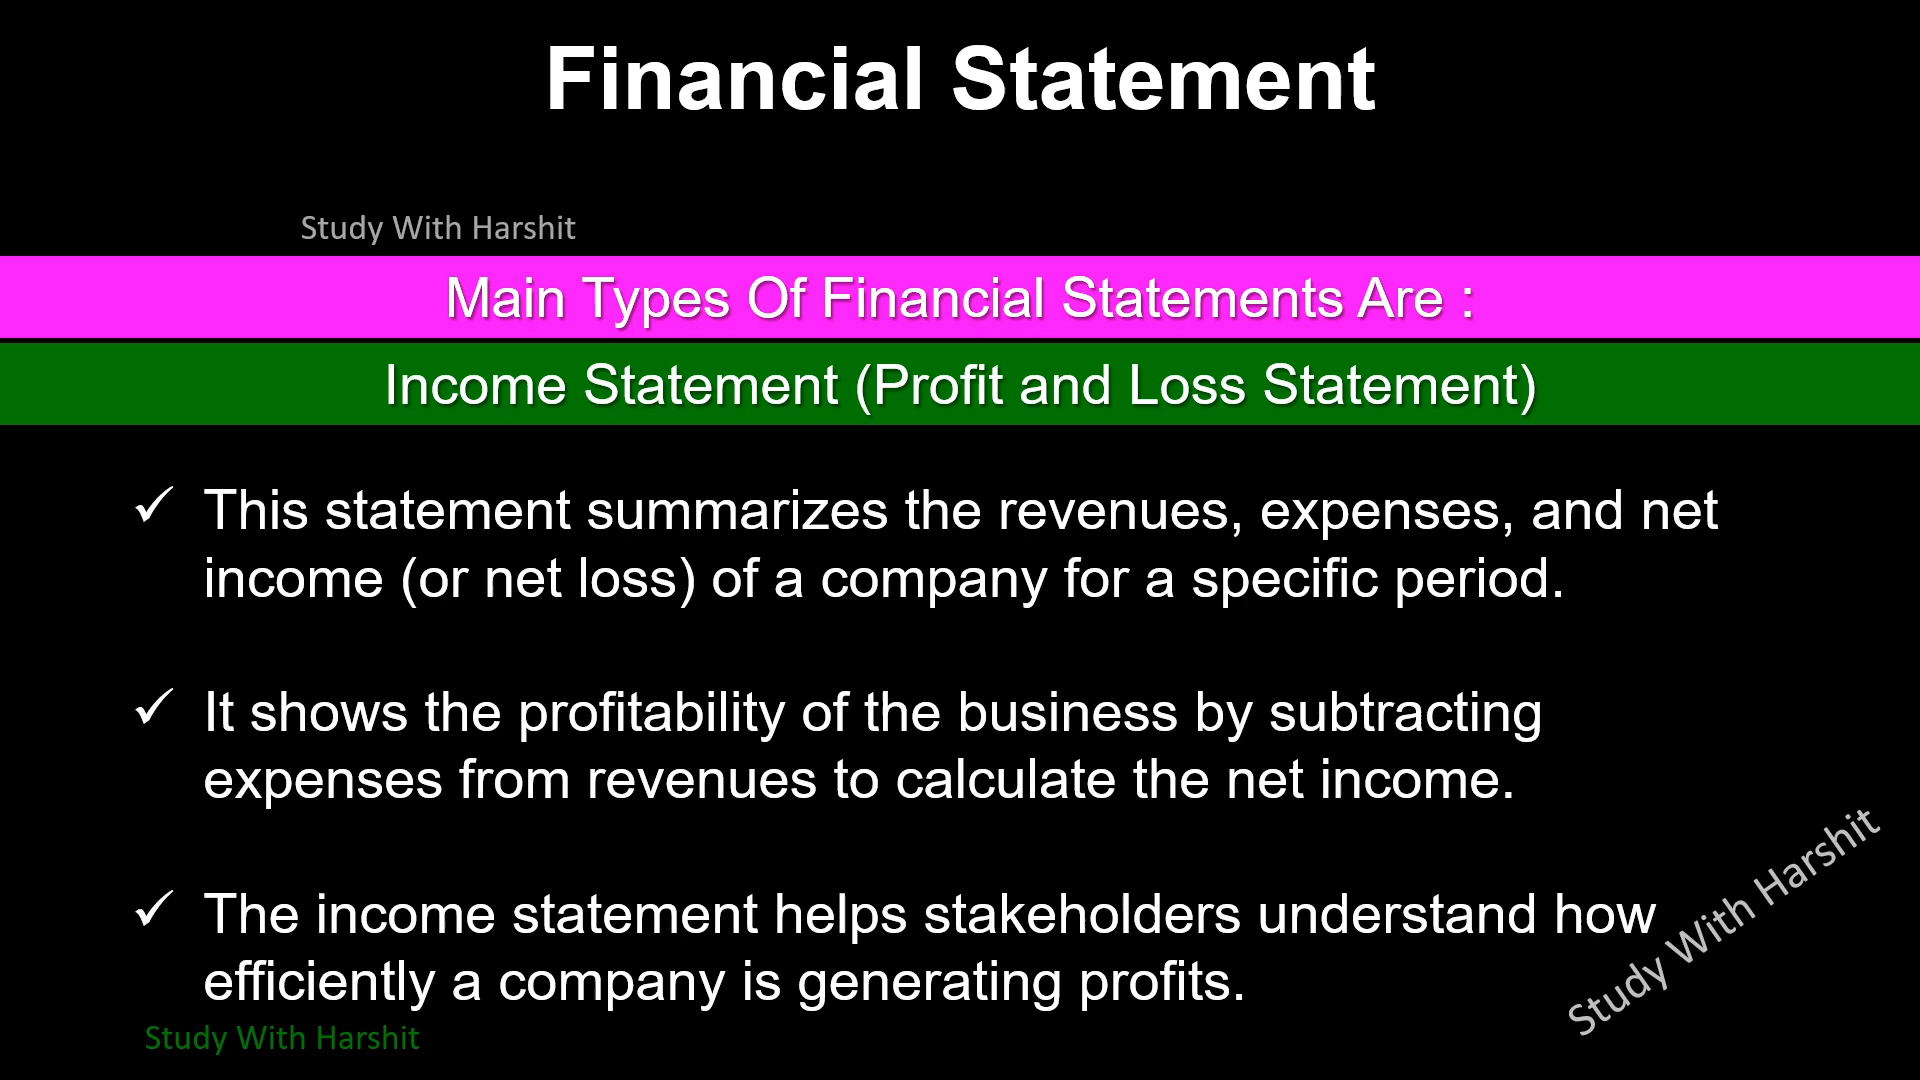 Financial Statement
Study With Harshit
Main Types Of Financial Statements Are :
Income Statement (Profit and Loss Statement)
✓ This statement summarizes the revenues, expenses, and net
income (or net loss) of a company for a specific period.
✓ It shows the profitability of the business by subtracting
expenses from revenues to calculate the net income.
✓ The income statement helps stakeholders understand how
efficiently a company is generating profits.
Study With Harshit
Study With Harshit